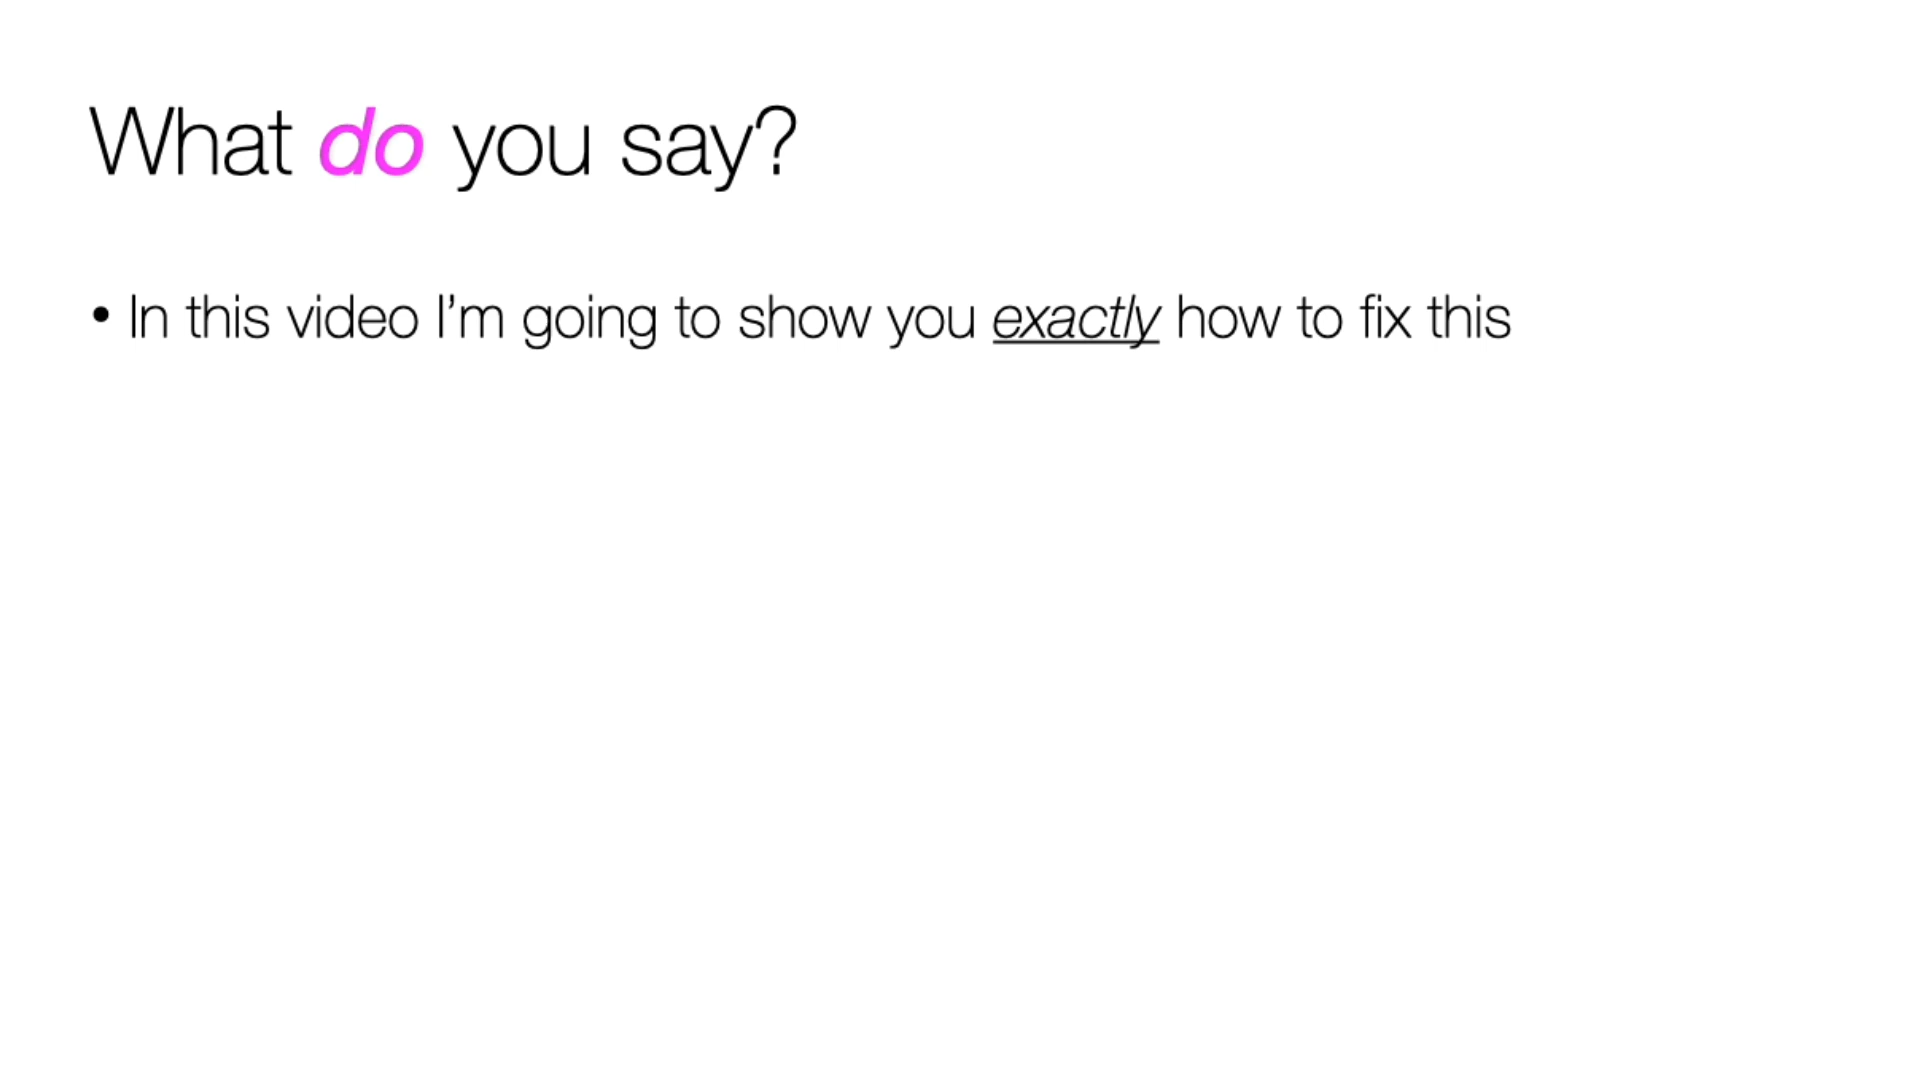 What do you say?
• In this video I’m going to show you exactly how to fix this